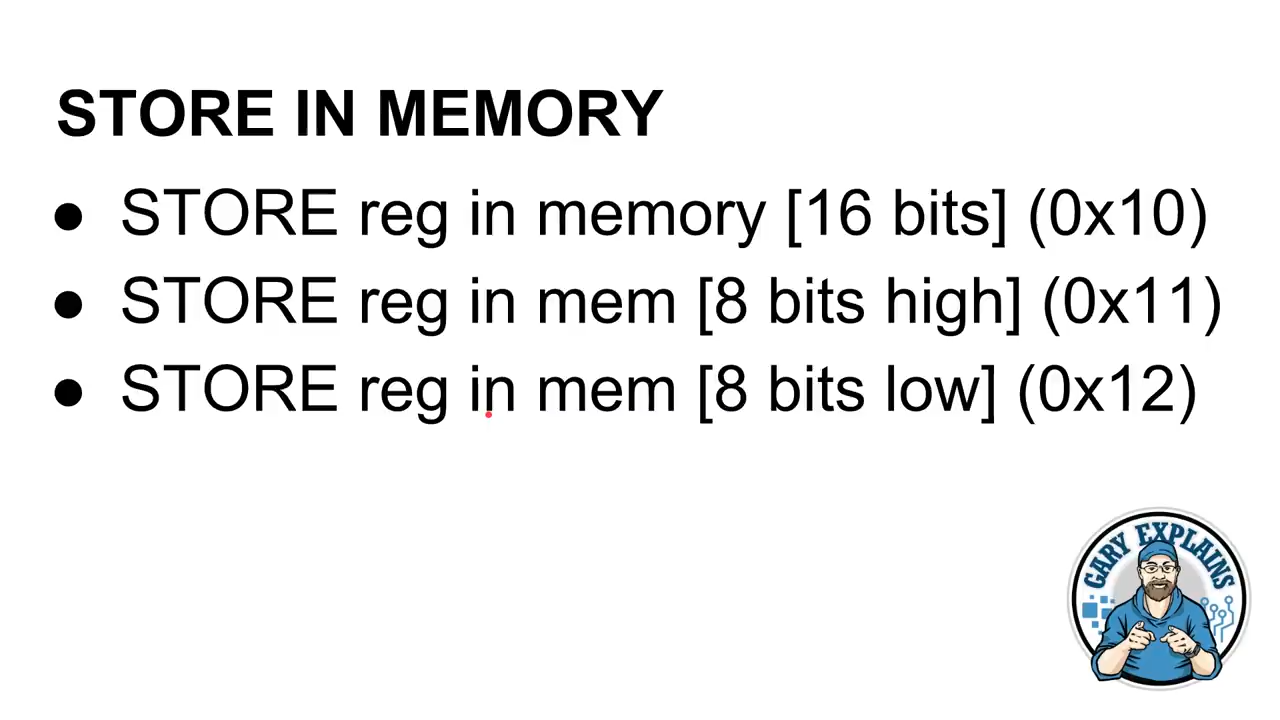 STORE IN MEMORY
● STORE reg in memory [16 bits] (0x10)
● STORE reg in mem [8 bits high] (0x11)
● STORE reg in mem [8 bits low] (0x12)
GARY EXPLAINS